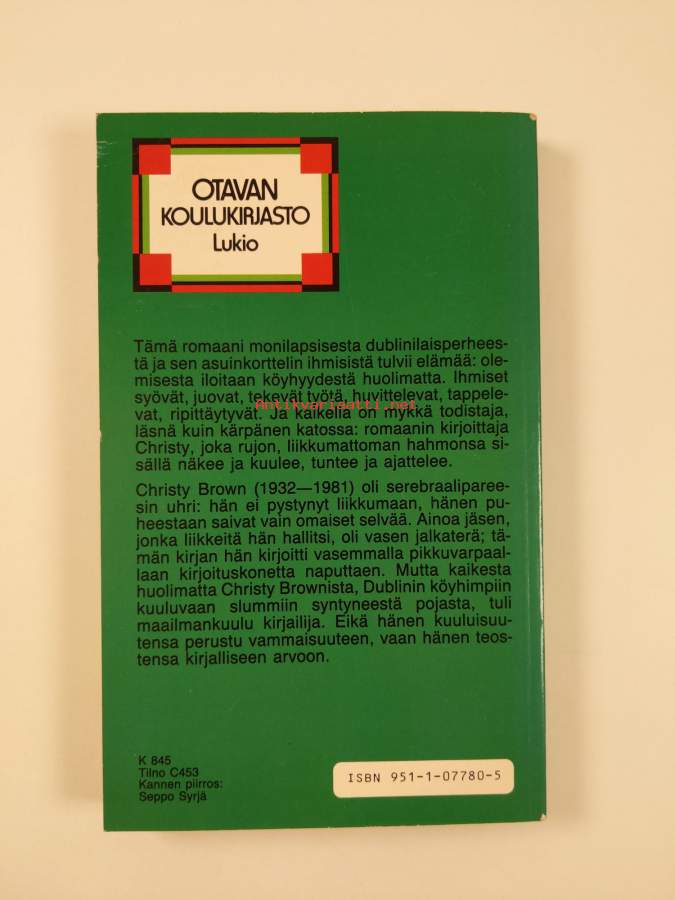 OTAVAN
KOULUKIRJASTO
Lukio
Tämä romaani monilapsisesta dublinilaisperhees-
tä ja sen asuinkorttelin ihmisistä tulvii elämää: ole-
misesta iloitaan köyhyydestä huolimatta. Ihmiset
syövät, juovat, tekevät työtä, huvittelevat, tappele-
vat, ripittäytyvät. Ja kaikella on mykkä todistaja,
Antikvariaatti.net
läsnä kuin kärpänen katossa: romaanin kirjoittaja
Christy, joka rujon, liikkumattoman hahmonsa si-
sällä näkee ja kuulee, tuntee ja ajattelee.
Christy Brown (1932—1981) oli serebraaliparee-
sin uhri: hän ei pystynyt liikkumaan, hänen pu-
heestaan saivat vain omaiset selvää. Ainoa jäsen,
jonka liikkeitä hän hallitsi, oli vasen jalkaterä; tä-
män kirjan hän kirjoitti vasemmalla pikkuvarpaal-
laan kirjoituskonetta naputtaen. Mutta kaikesta
huolimatta Christy Brownista, Dublinin köyhimpiin
kuuluvaan slummiin syntyneestä pojasta, tuli
maailmankuulu kirjailija. Eikä hänen kuuluisuu-
tensa perustu vammaisuuteen, vaan hänen teos-
tensa kirjalliseen arvoon.
K 845
Tilno C453
Kannen piirros:
Seppo Syrjä
ISBN 951-1-07780-5